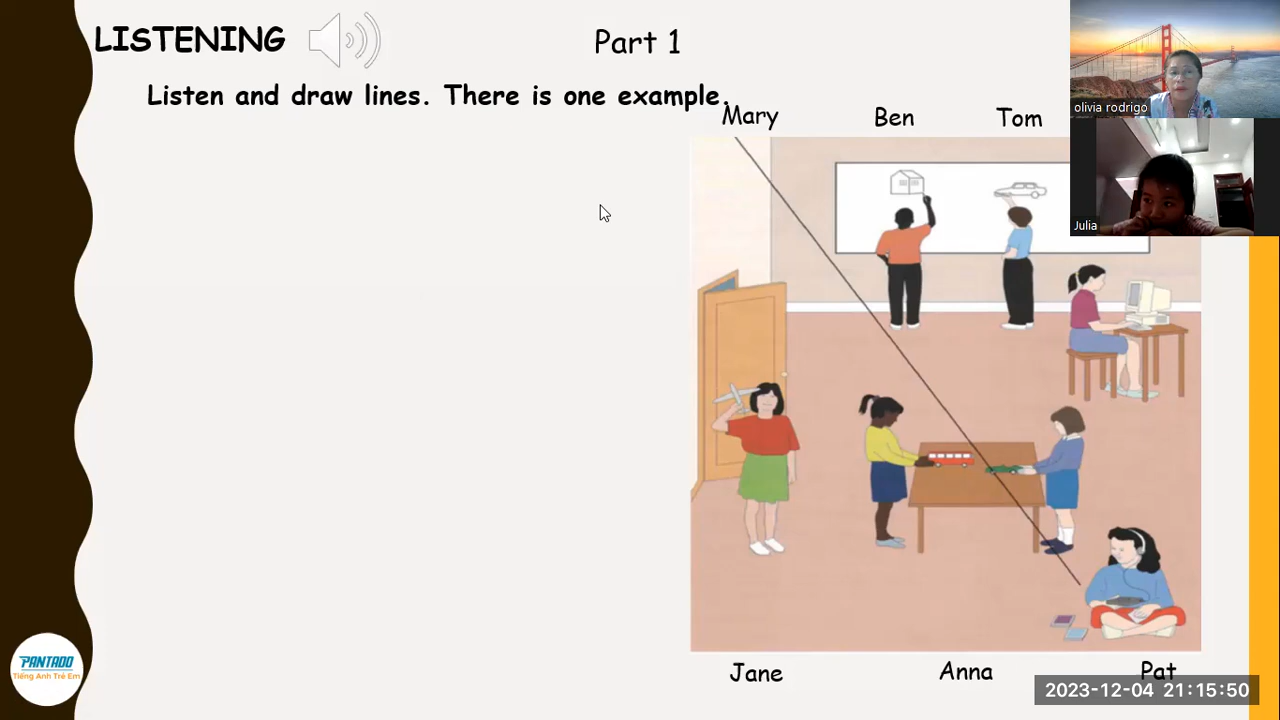 LISTENING
Part 1
Listen and draw lines. There is one example.
Mary Ben Tom
olivia rodrigo
Julia
Jane Anna Pat
PANTADO
Tiếng Anh Trẻ Em
2023-12-04 21:15:50